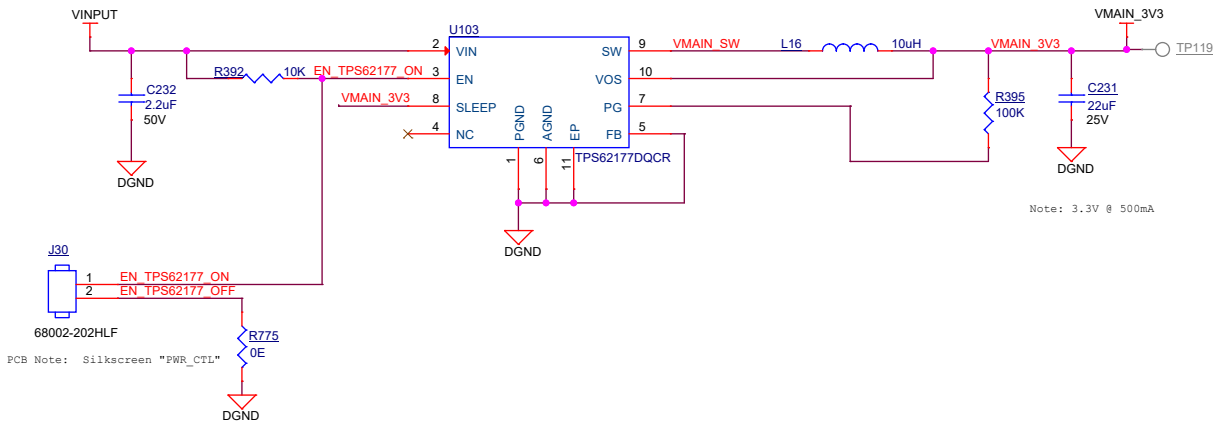 VINPUT
VMAIN_3V3
U103
2 VIN
SW 9 VMAIN_SW L16 10uH VMAIN_3V3
TP119
R392 10K EN_TPS62177_ON 3 EN
VOS 10
C232
2.2uF
50V
VMAIN_3V3 8 SLEEP
PG 7
R395
100K
C231
22uF
25V
4 NC
FB 5
PGND
AGND
EP
TPS62177DQCR
1
6
11
DGND
DGND
DGND
Note: 3.3V @ 500mA
J30
1 EN_TPS62177_ON
2 EN_TPS62177_OFF
68002-202HLF
R775
0E
PCB Note: Silkscreen "PWR_CTL"
DGND